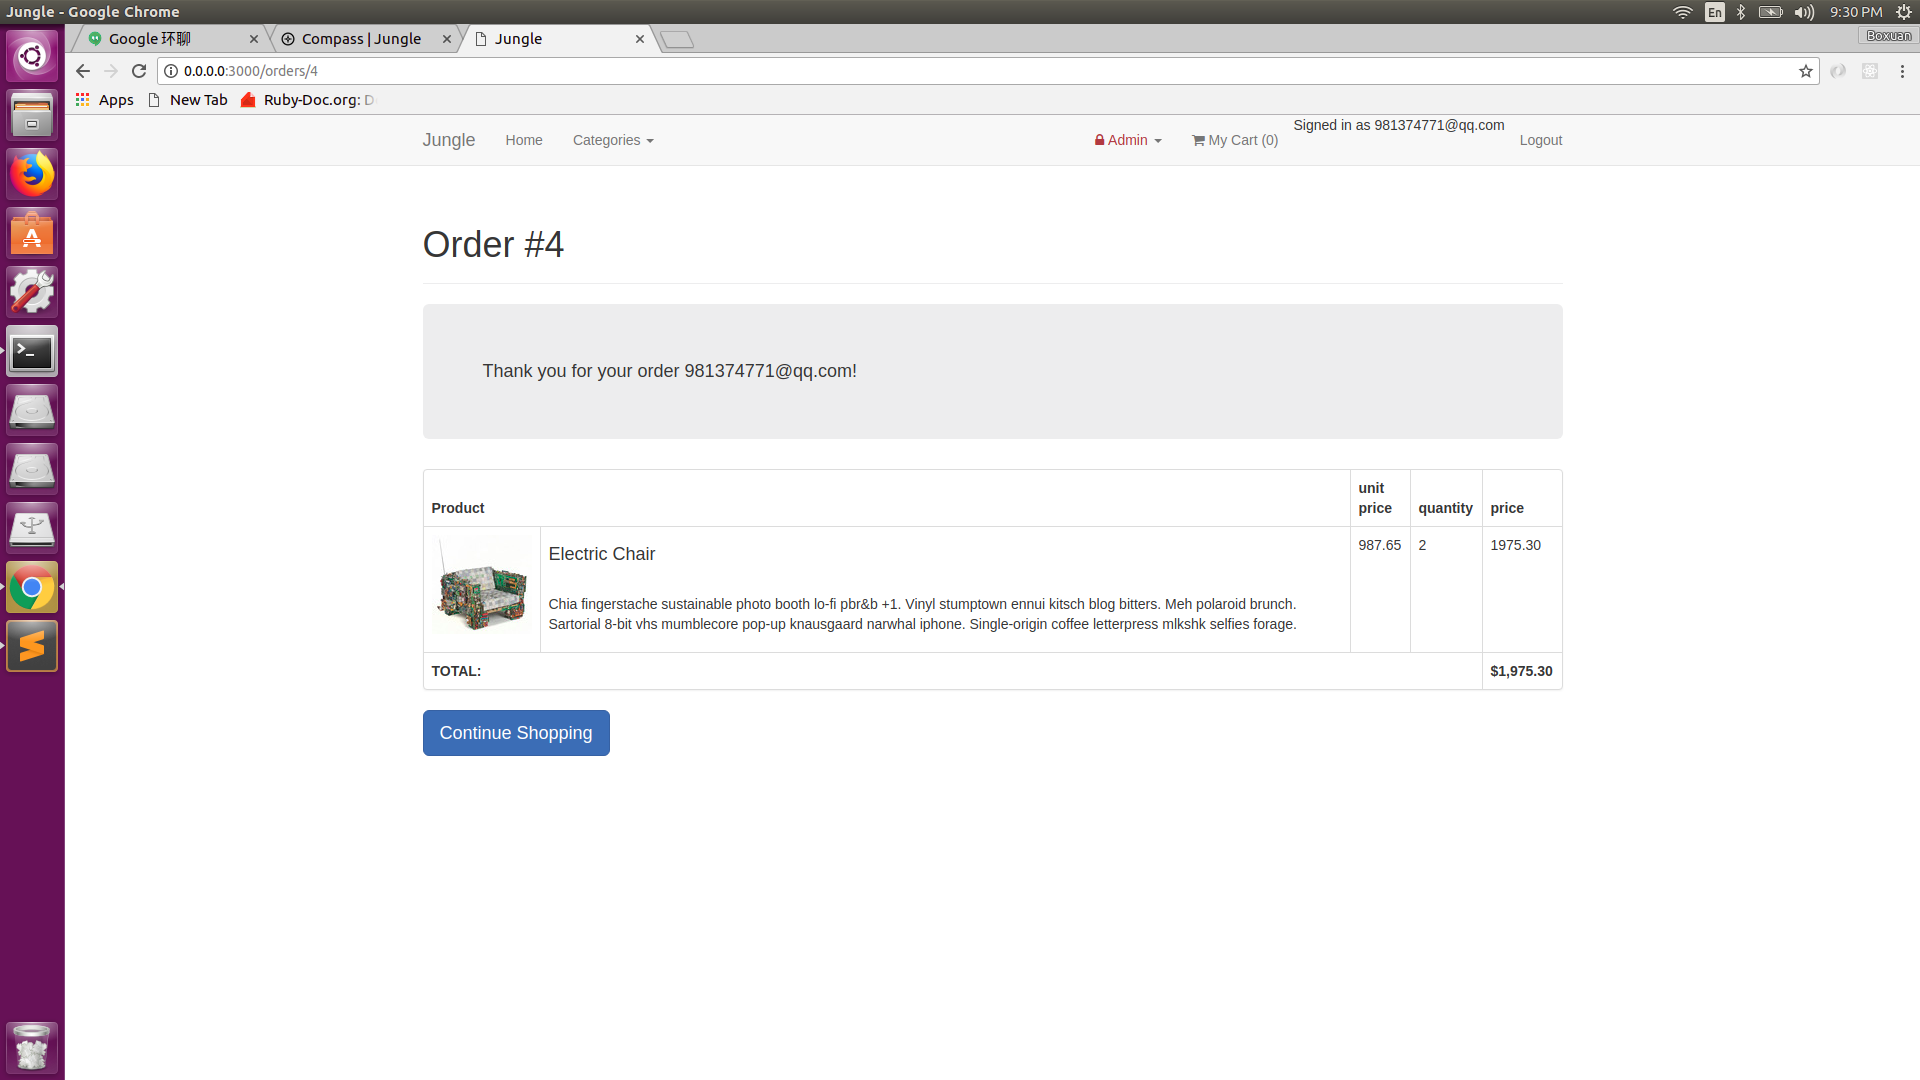 Jungle - Google Chrome
En
9:30 PM
Google 环聊
Compass | Jungle
Jungle
Boxuan
0.0.0.0:3000/orders/4
Apps
New Tab
Ruby-Doc.org: D
Jungle
Home
Categories
Admin
My Cart (0)
Signed in as 981374771@qq.com
Logout
Order #4
Thank you for your order 981374771@qq.com!
Product
unit
price
quantity
price
Electric Chair
987.65
2
1975.30
Chia fingerstache sustainable photo booth lo-fi pbr&b +1. Vinyl stumptown ennui kitsch blog bitters. Meh polaroid brunch.
Sartorial 8-bit vhs mumblecore pop-up knausgaard narwhal iphone. Single-origin coffee letterpress mlkshk selfies forage.
TOTAL:
$1,975.30
Continue Shopping